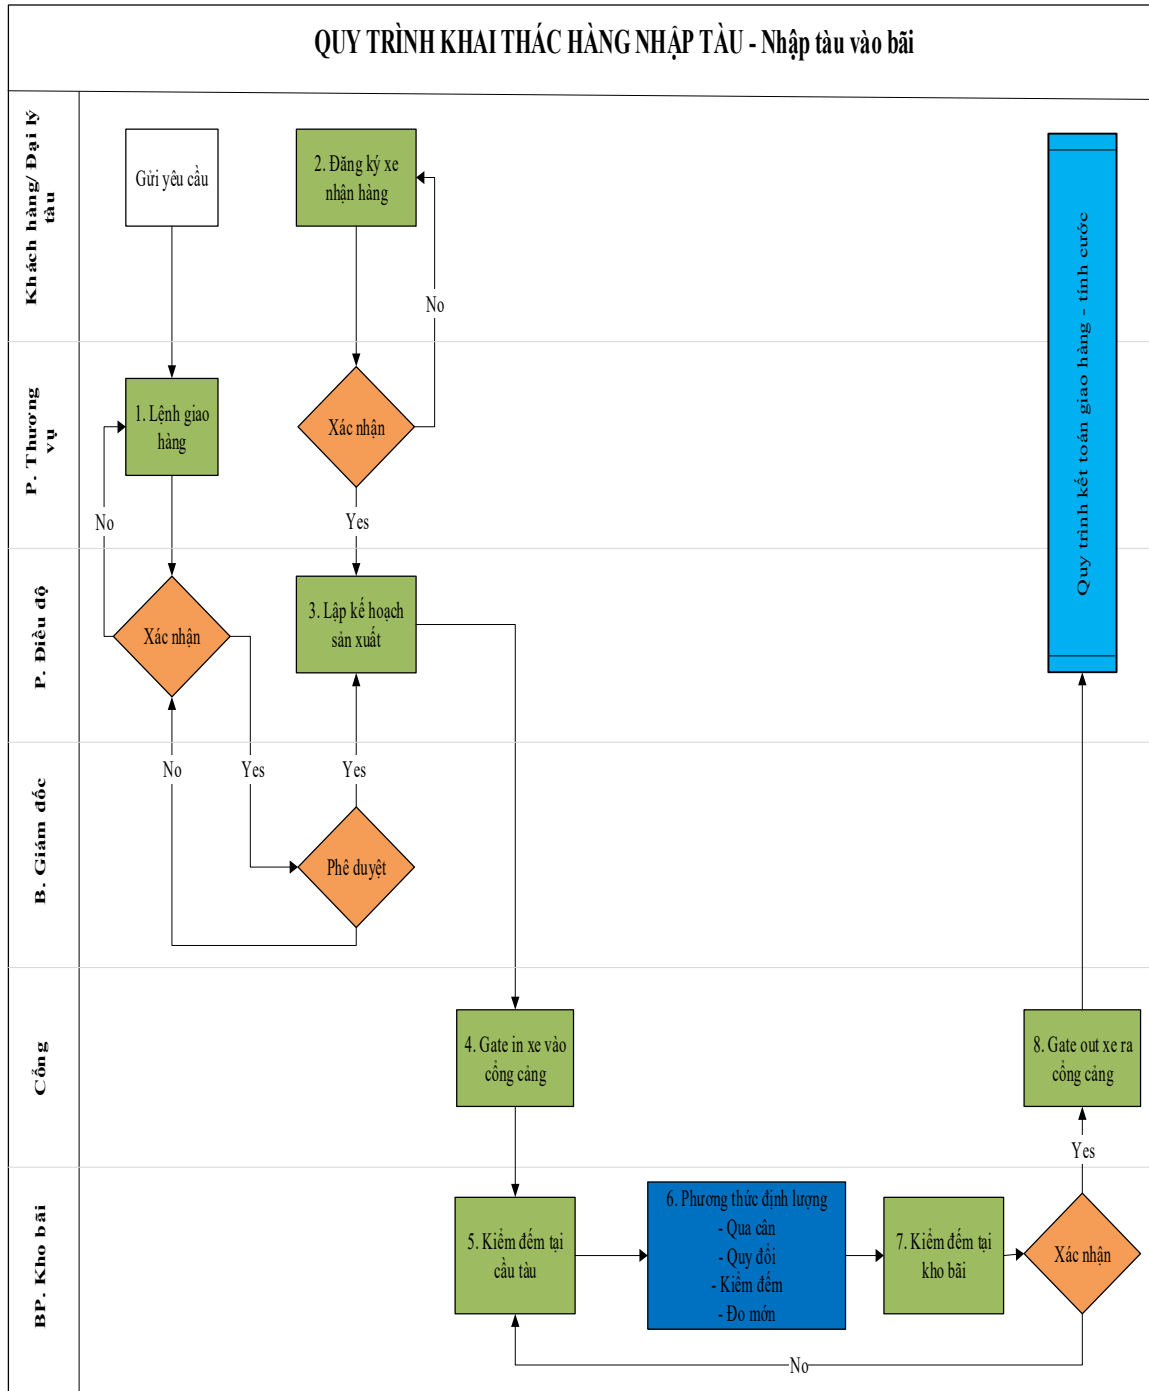 QUY TRÌNH KHAI THÁC HÀNG NHẬP TÀU - Nhập tàu vào bãi
Khách hàng/ Đại lý
tàu
Gửi yêu cầu
2. Đăng ký xe
nhận hàng
No
Quy trình kết toán giao hàng - tính cước
P. Thương
vụ
1. Lệnh giao
hàng
Xác nhận
No
Yes
P. Điều độ
Xác nhận
3. Lập kế hoạch
sản xuất
No
Yes
Yes
B. Giám đốc
Phê duyệt
Cổng
4. Gate in xe vào
cổng cảng
8. Gate out xe ra
cổng cảng
Yes
BP. Kho bãi
5. Kiểm đếm tại
cầu tàu
6. Phương thức định lượng
- Qua cân
- Quy đổi
- Kiểm đếm
- Đo mớn
7. Kiểm đếm tại
kho bãi
Xác nhận
No